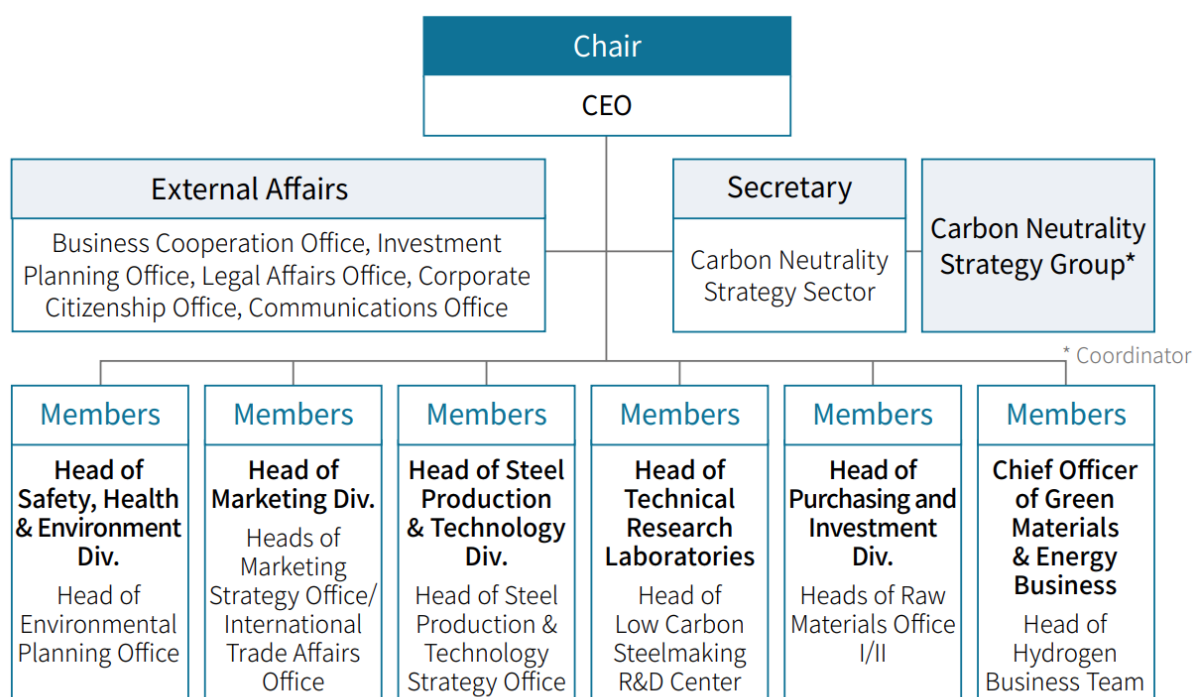 Chair
CEO
External Affairs
Business Cooperation Office, Investment
Planning Office, Legal Affairs Office, Corporate
Citizenship Office, Communications Office
Secretary
Carbon Neutrality
Strategy Sector
Carbon Neutrality
Strategy Group*
* Coordinator
Members
Head of
Safety, Health
& Environment
Div.
Head of
Environmental
Planning Office
Members
Head of
Marketing Div.
Heads of
Marketing
Strategy Office/
International
Trade Affairs
Office
Members
Head of Steel
Production
& Technology
Div.
Head of Steel
Production &
Technology
Strategy Office
Members
Head of
Technical
Research
Laboratories
Head of
Low Carbon
Steelmaking
R&D Center
Members
Head of
Purchasing and
Investment
Div.
Heads of Raw
Materials Office
I/II
Members
Chief Officer
of Green
Materials
& Energy
Business
Head of
Hydrogen
Business Team